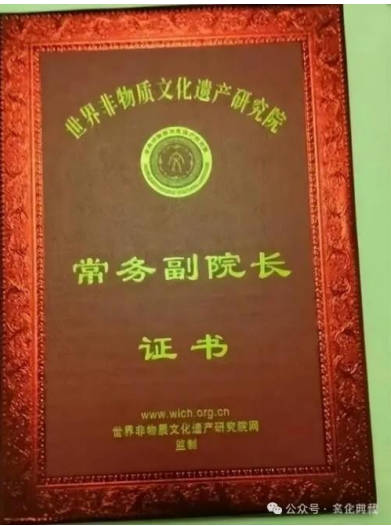 世界非物质文化遗产研究院
常务副院长
证书
www.wich.org.cn
世界非物质文化遗产研究院网
监制
公众号·文化典藏